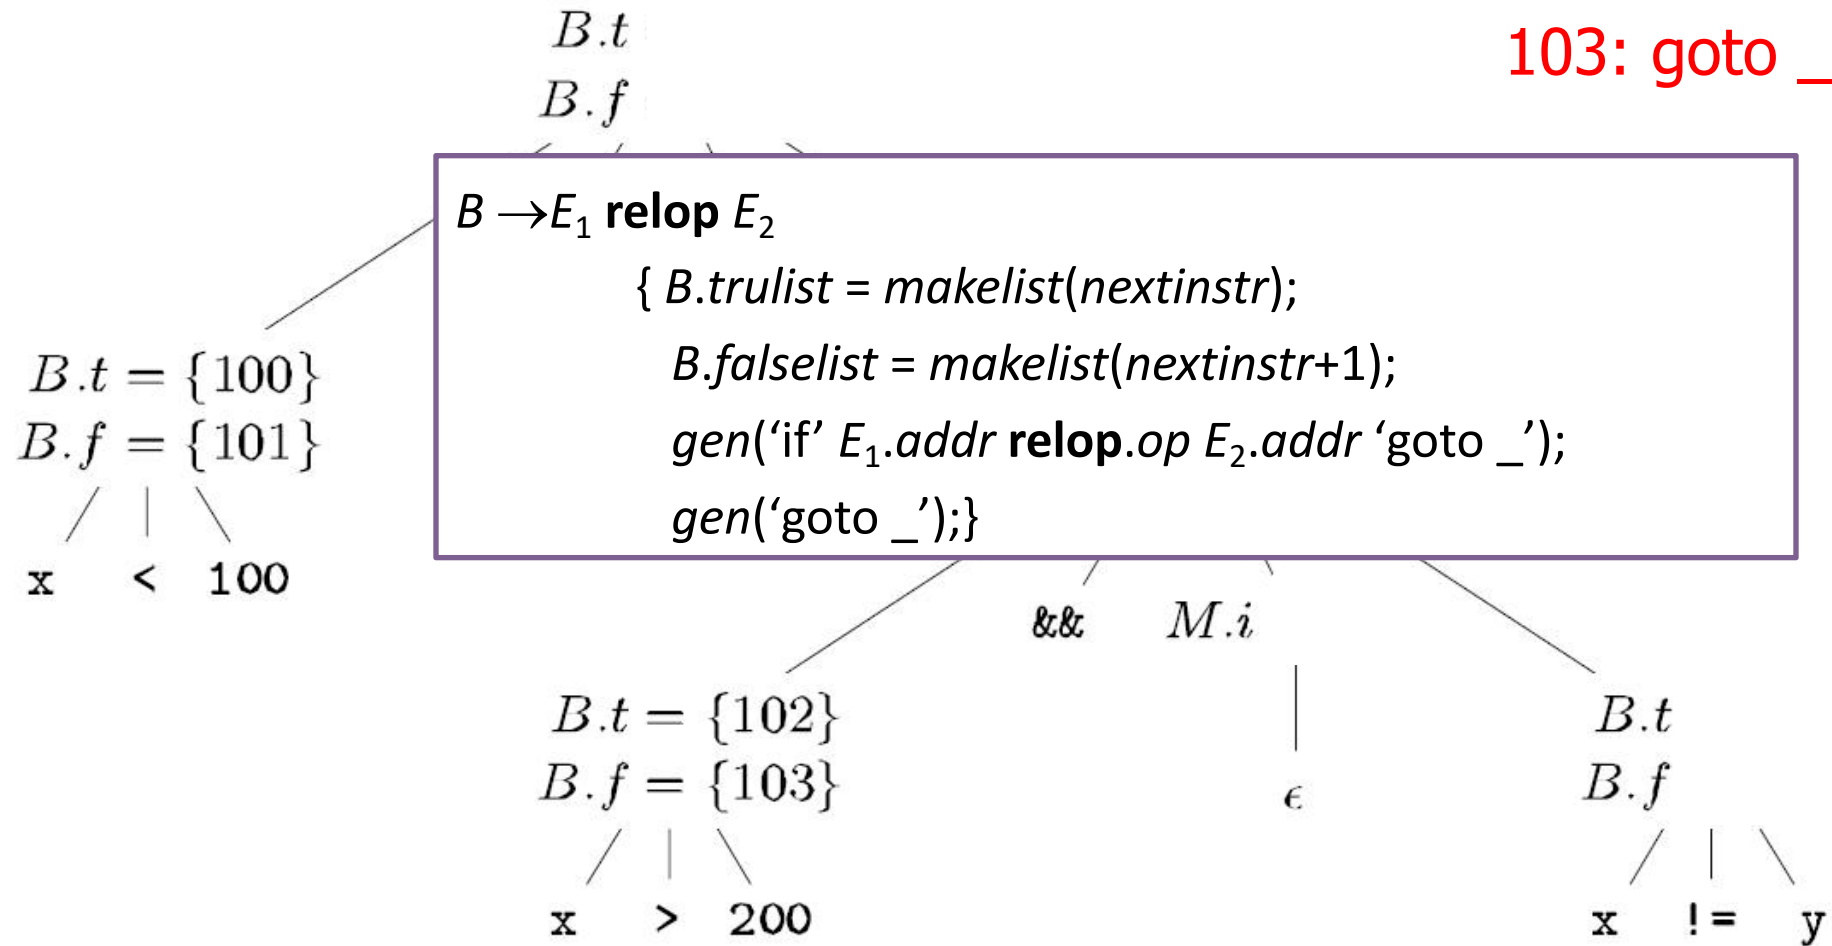 B.t
103: goto _
B.f
B →E₁ relop E₂
{ B.trulist = makelist(nextinstr);
B.t = {100}
B.falselist = makelist(nextinstr+1);
B.f = {101}
gen(‘if’ E₁.addr relop.op E₂.addr ‘goto _’);
gen(‘goto _’);}
x < 100
&& M.i
B.t = {102}
B.t
B.f = {103}
B.f
ϵ
x > 200
x != y